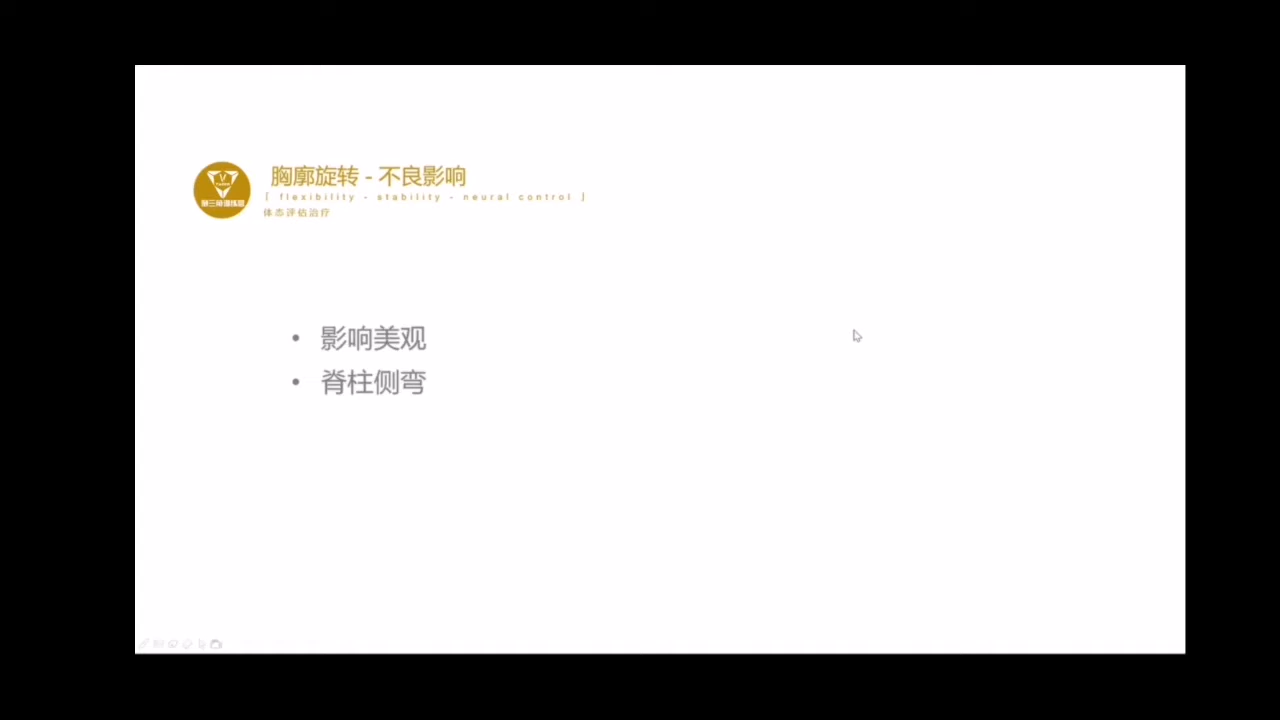 胸廓旋转 - 不良影响
[ flexibility - stability - neural control ]
体态评估治疗
• 影响美观
• 脊柱侧弯